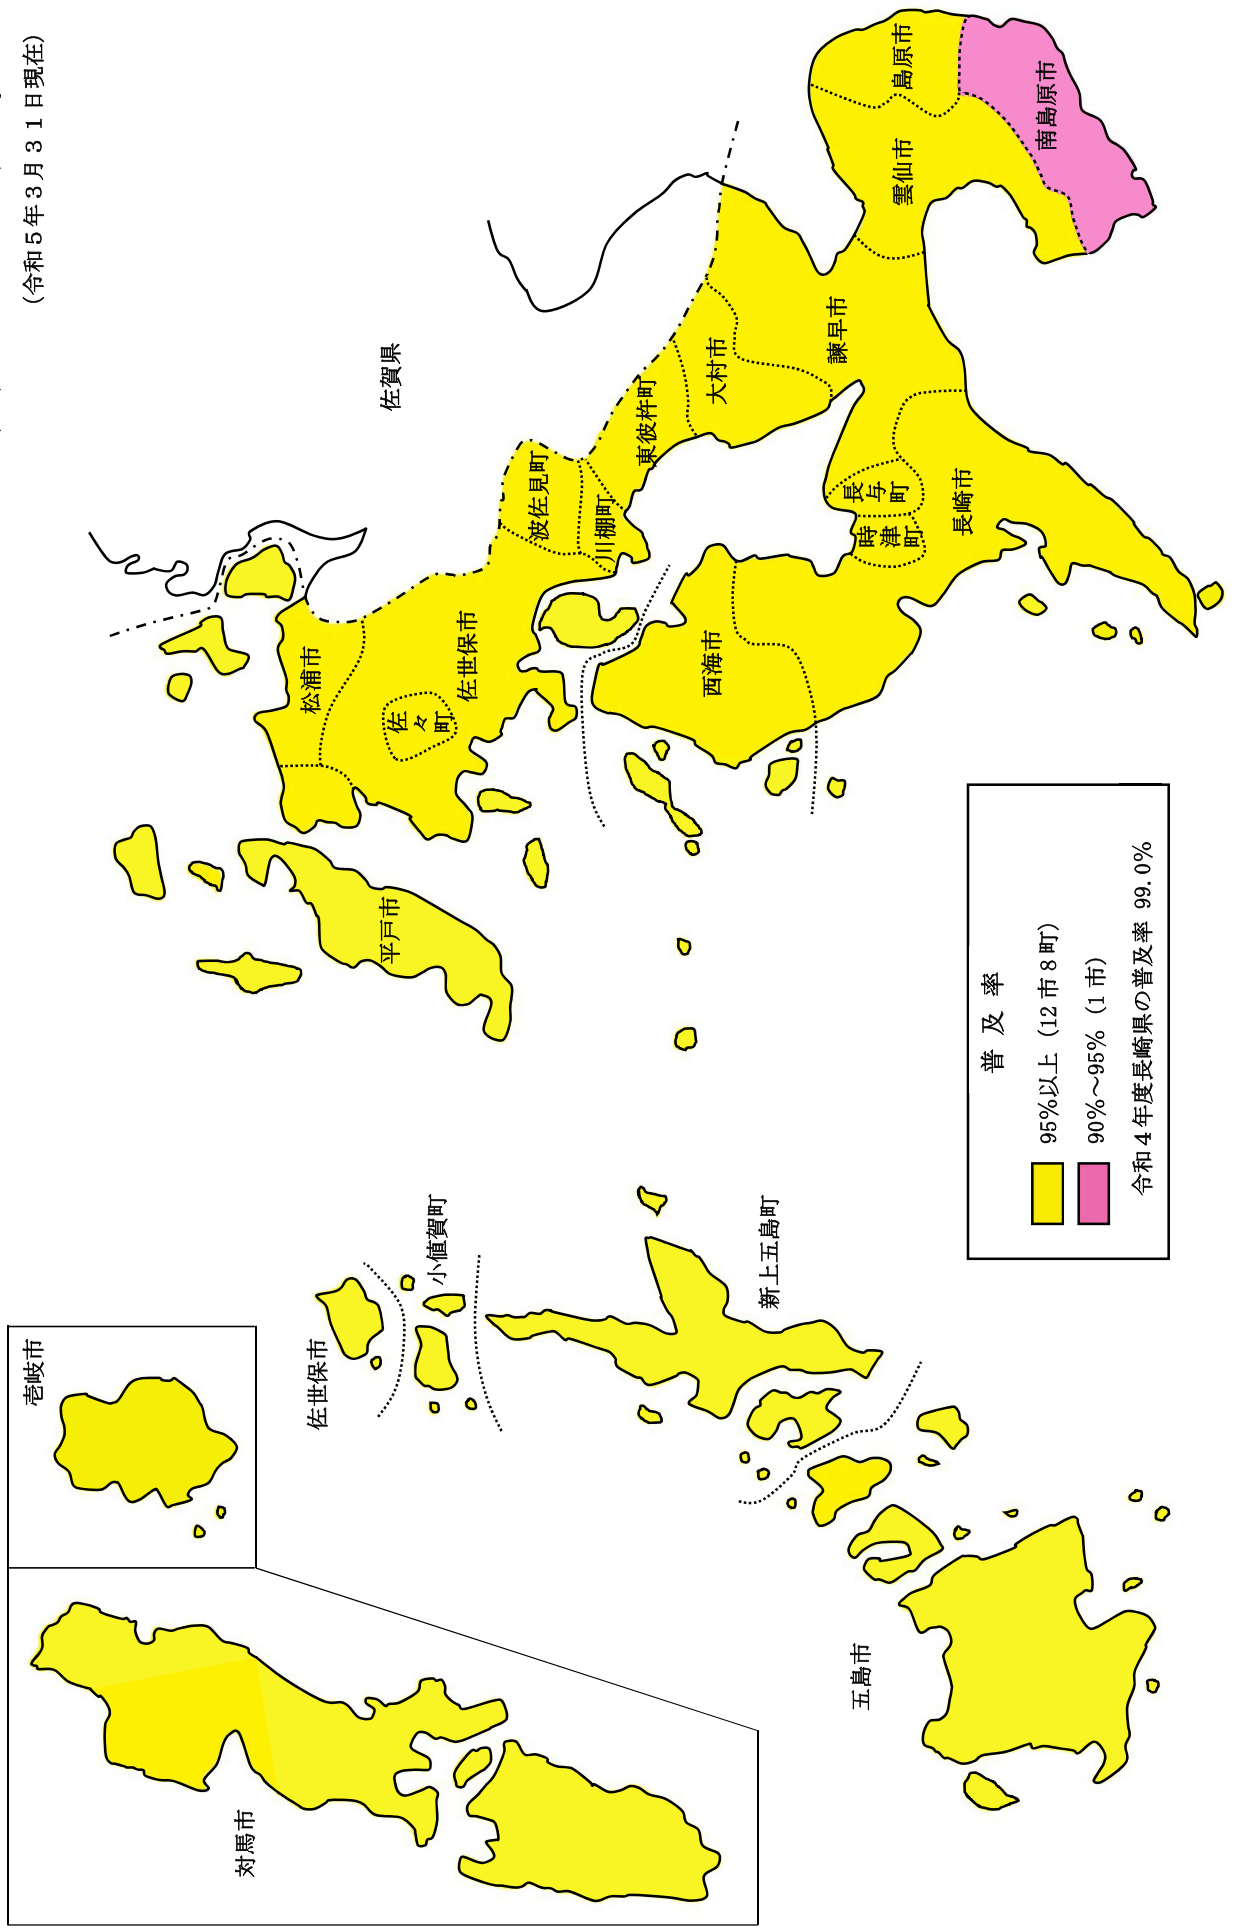 (令和５年３月３１日現在)
壱岐市
対馬市
佐世保市
小値賀町
新上五島町
五島市
平戸市
松浦市
佐々町
佐世保市
佐賀県
波佐見町
川棚町
東彼杵町
大村市
西海市
時津町
長与町
長崎市
諫早市
雲仙市
島原市
南島原市
普 及 率
95%以上 (12市８町)
90%～95% (１市)
令和４年度長崎県の普及率 99.0%